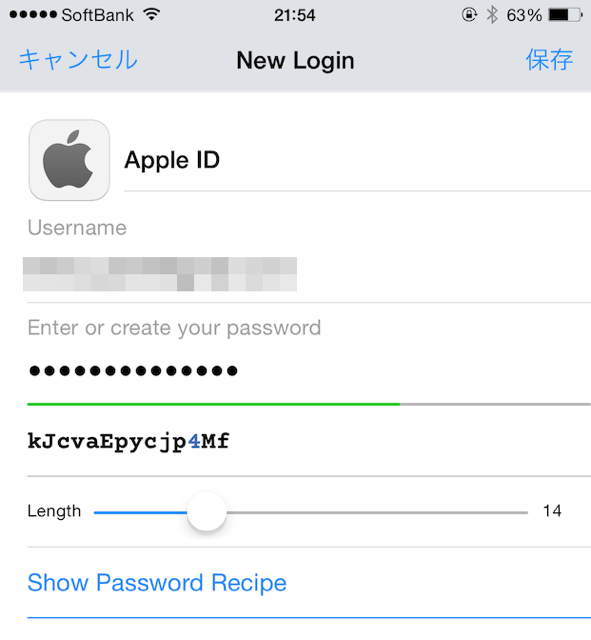 SoftBank 21:54 63%
キャンセル New Login 保存
Apple ID
Username
Enter or create your password
kJcvaEpycjp4Mf
Length 14
Show Password Recipe